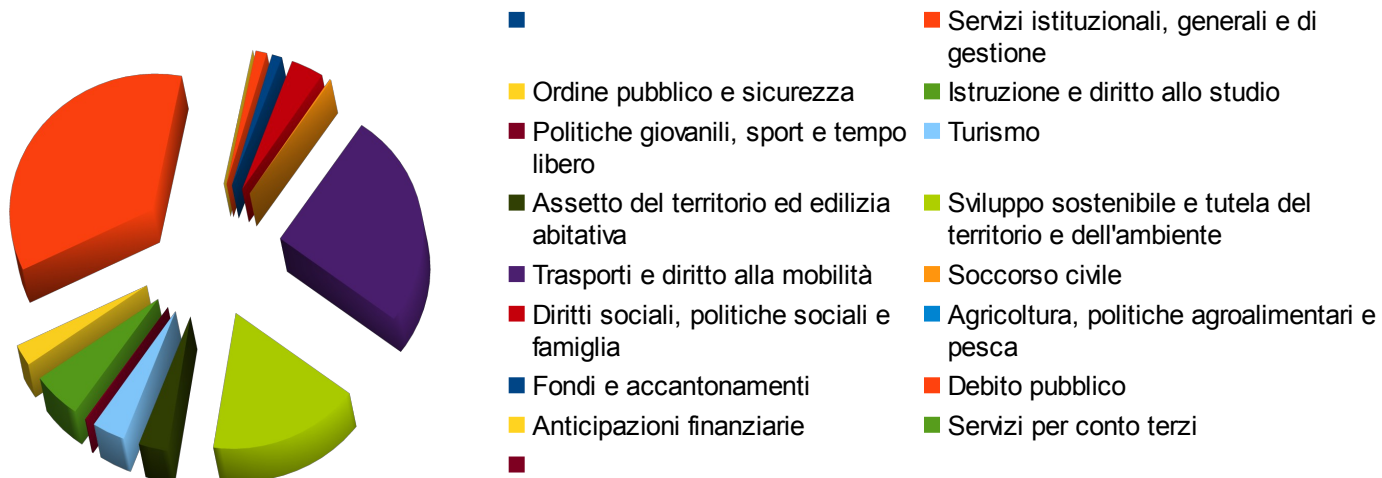 Servizi istituzionali, generali e di
gestione
Ordine pubblico e sicurezza
Istruzione e diritto allo studio
Politiche giovanili, sport e tempo
libero
Turismo
Assetto del territorio ed edilizia
abitativa
Sviluppo sostenibile e tutela del
territorio e dell'ambiente
Trasporti e diritto alla mobilità
Soccorso civile
Diritti sociali, politiche sociali e
famiglia
Agricoltura, politiche agroalimentari e
pesca
Fondi e accantonamenti
Debito pubblico
Anticipazioni finanziarie
Servizi per conto terzi